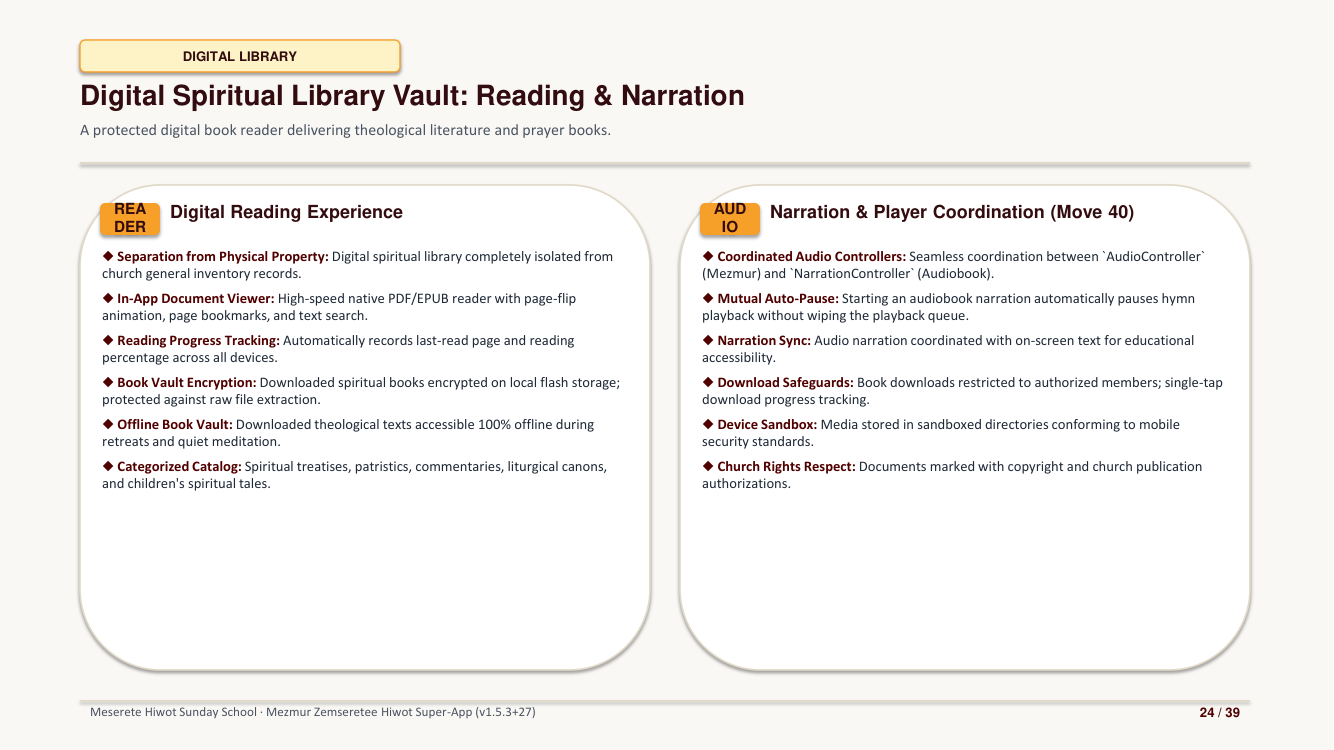 DIGITAL LIBRARY
Digital Spiritual Library Vault: Reading & Narration
A protected digital book reader delivering theological literature and prayer books.
REA
DER
Digital Reading Experience
◆ Separation from Physical Property: Digital spiritual library completely isolated from
church general inventory records.
◆ In-App Document Viewer: High-speed native PDF/EPUB reader with page-flip
animation, page bookmarks, and text search.
◆ Reading Progress Tracking: Automatically records last-read page and reading
percentage across all devices.
◆ Book Vault Encryption: Downloaded spiritual books encrypted on local flash storage;
protected against raw file extraction.
◆ Offline Book Vault: Downloaded theological texts accessible 100% offline during
retreats and quiet meditation.
◆ Categorized Catalog: Spiritual treatises, patristics, commentaries, liturgical canons,
and children's spiritual tales.
AUD
IO
Narration & Player Coordination (Move 40)
◆ Coordinated Audio Controllers: Seamless coordination between `AudioController`
(Mezmur) and `NarrationController` (Audiobook).
◆ Mutual Auto-Pause: Starting an audiobook narration automatically pauses hymn
playback without wiping the playback queue.
◆ Narration Sync: Audio narration coordinated with on-screen text for educational
accessibility.
◆ Download Safeguards: Book downloads restricted to authorized members; single-tap
download progress tracking.
◆ Device Sandbox: Media stored in sandboxed directories conforming to mobile
security standards.
◆ Church Rights Respect: Documents marked with copyright and church publication
authorizations.
Meserete Hiwot Sunday School · Mezmur Zemseretee Hiwot Super-App (v1.5.3+27)
24 / 39